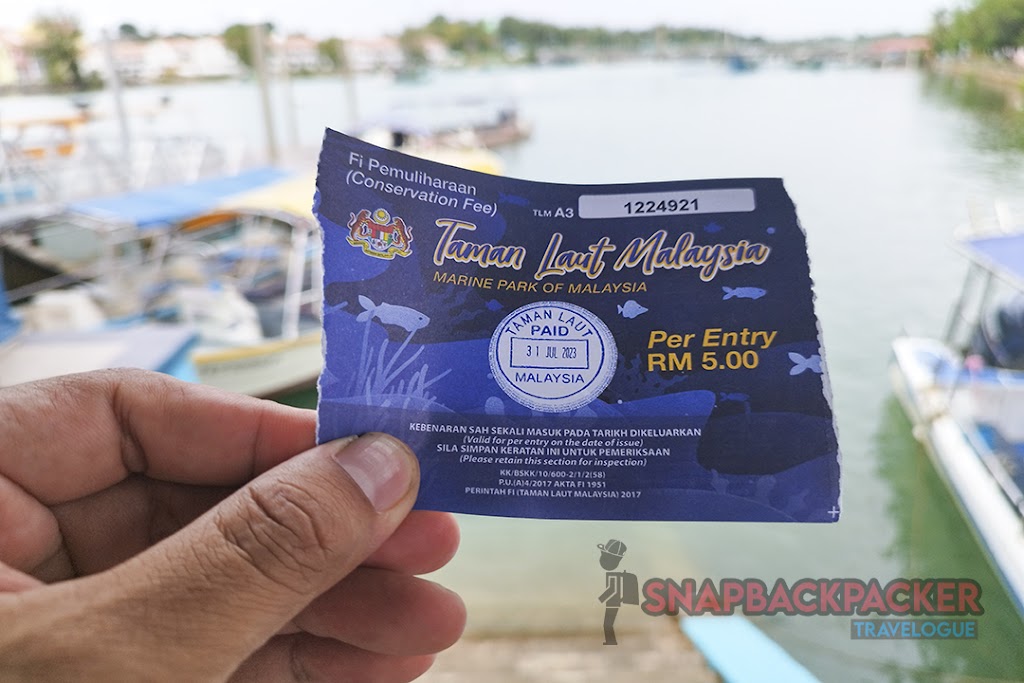 Fi Pemuliharaan
(Conservation Fee)
TLM A3 1224921
Taman Laut Malaysia
MARINE PARK OF MALAYSIA
TAMAN LAUT
PAID
31 JUL 2023
MALAYSIA
Per Entry
RM 5.00
KEBENARAN SAH SEKALI MASUK PADA TARIKH DIKELUARKAN
(Valid for per entry on the date of issue)
SILA SIMPAN KERATAN INI UNTUK PEMERIKSAAN
(Please retain this section for inspection)
KK/BSKK/10/600-2/1/2(58)
P.U.(A)4/2017 AKTA FI 1951
PERINTAH FI (TAMAN LAUT MALAYSIA) 2017
SNAPBACKPACKER
TRAVELOGUE